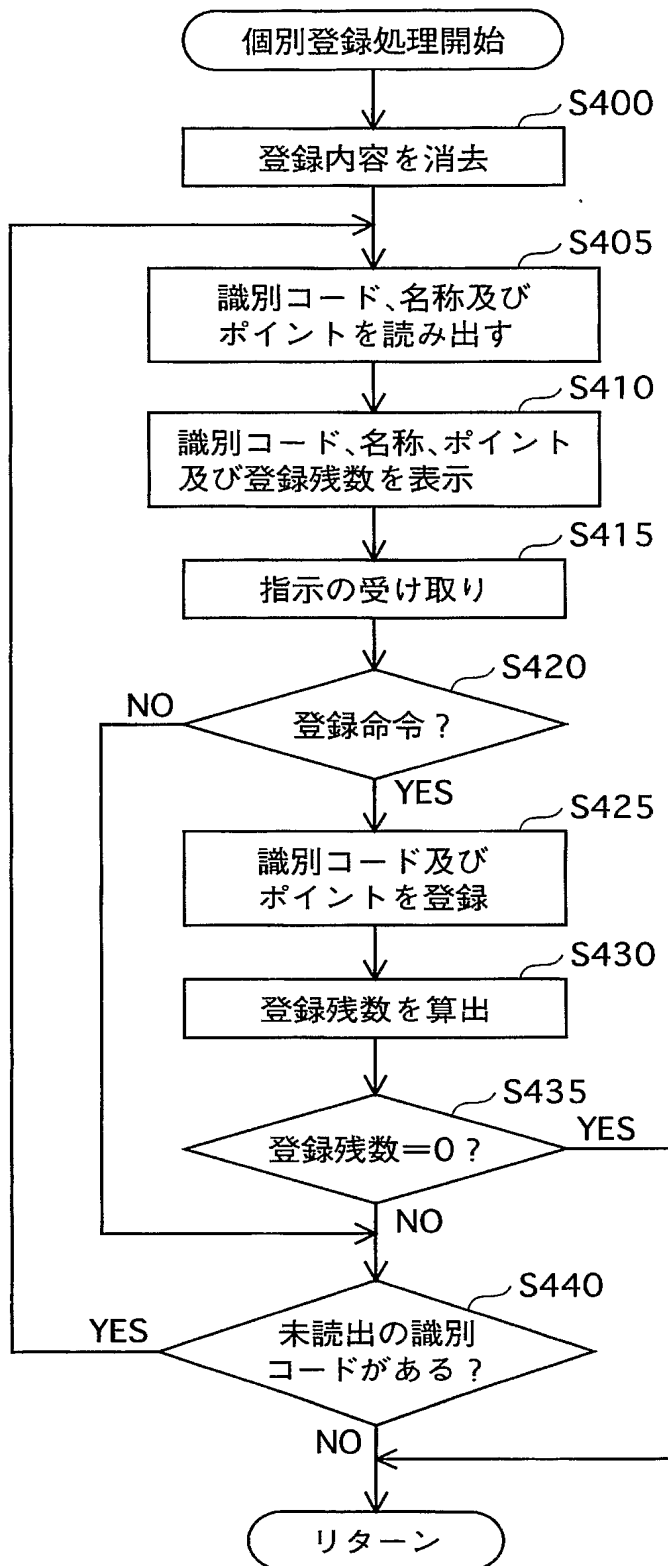 個別登録処理開始
S400
登録内容を消去
S405
識別コード、名称及び
ポイントを読み出す
S410
識別コード、名称、ポイント
及び登録残数を表示
S415
指示の受け取り
S420
NO
登録命令？
YES
S425
識別コード及び
ポイントを登録
S430
登録残数を算出
S435
登録残数＝0？
YES
NO
S440
YES
未読出の識別
コードがある？
NO
リターン